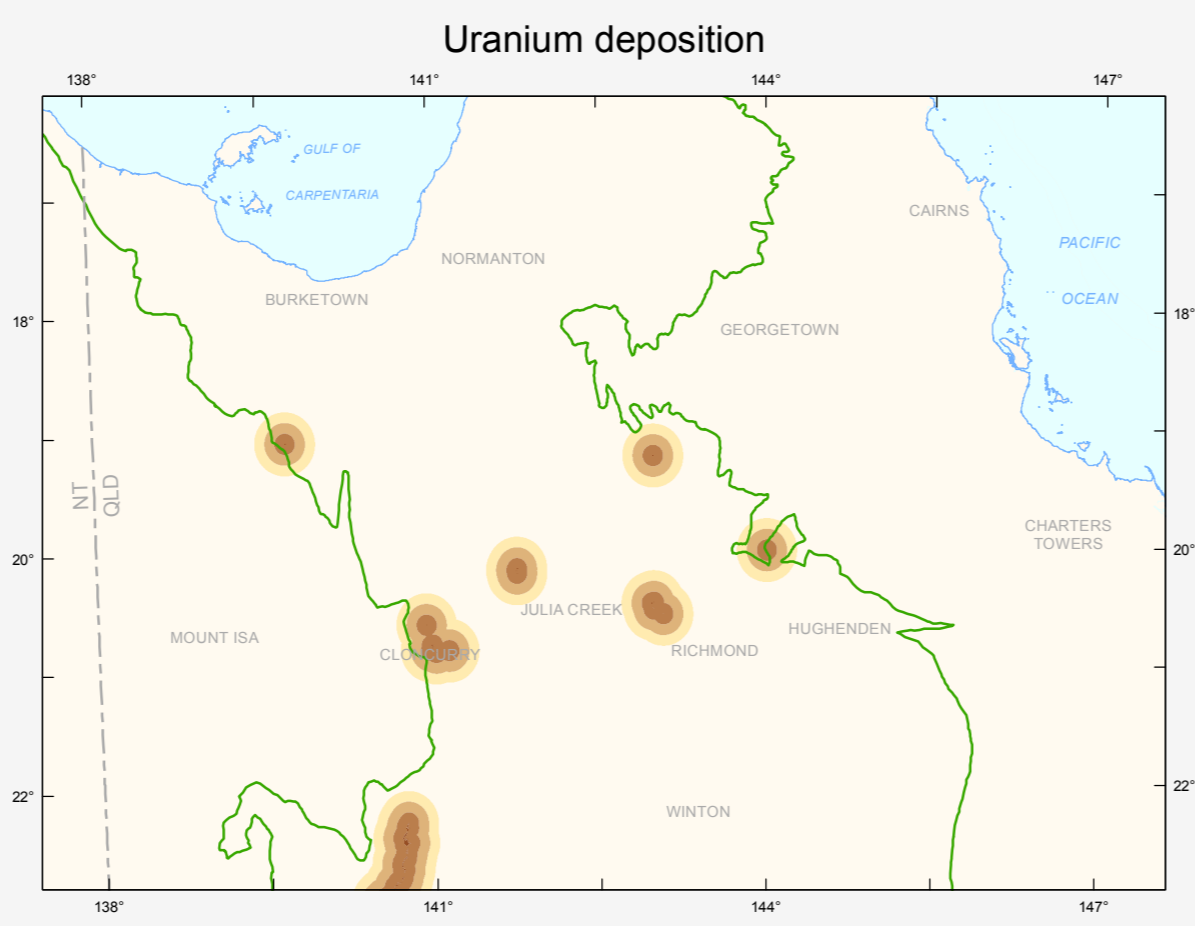 Uranium deposition
138°
141°
144°
147°
GULF OF
CARPENTARIA
CAIRNS
PACIFIC
OCEAN
NORMANTON
BURKETOWN
18°
18°
GEORGETOWN
NT
QLD
CHARTERS
TOWERS
20°
20°
JULIA CREEK
MOUNT ISA
HUGHENDEN
CLONCURRY
RICHMOND
22°
22°
WINTON
138°
141°
144°
147°